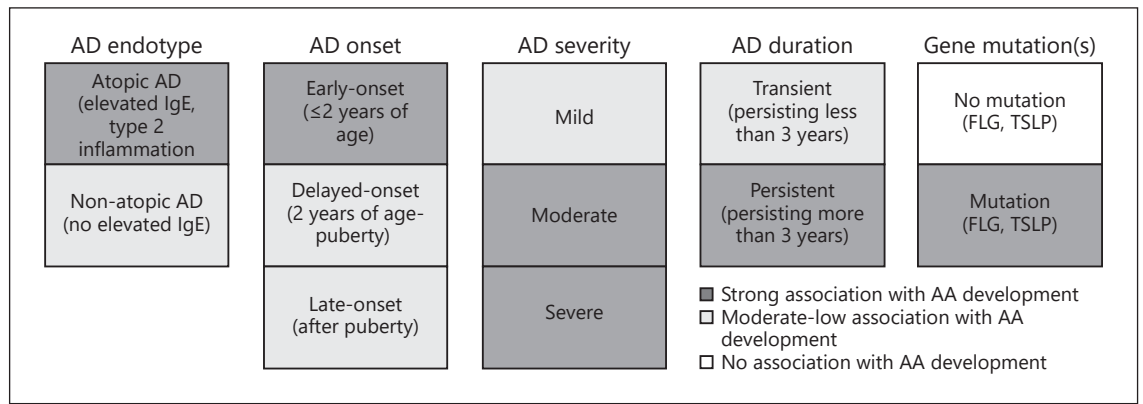 AD endotype
Atopic AD
(elevated IgE,
type 2
inflammation
Non-atopic AD
(no elevated IgE)
AD onset
Early-onset
(≤2 years of
age)
Delayed-onset
(2 years of age-
puberty)
Late-onset
(after puberty)
AD severity
Mild
Moderate
Severe
AD duration
Transient
(persisting less
than 3 years)
Persistent
(persisting more
than 3 years)
Gene mutation(s)
No mutation
(FLG, TSLP)
Mutation
(FLG, TSLP)
Strong association with AA development
Moderate-low association with AA
development
No association with AA development